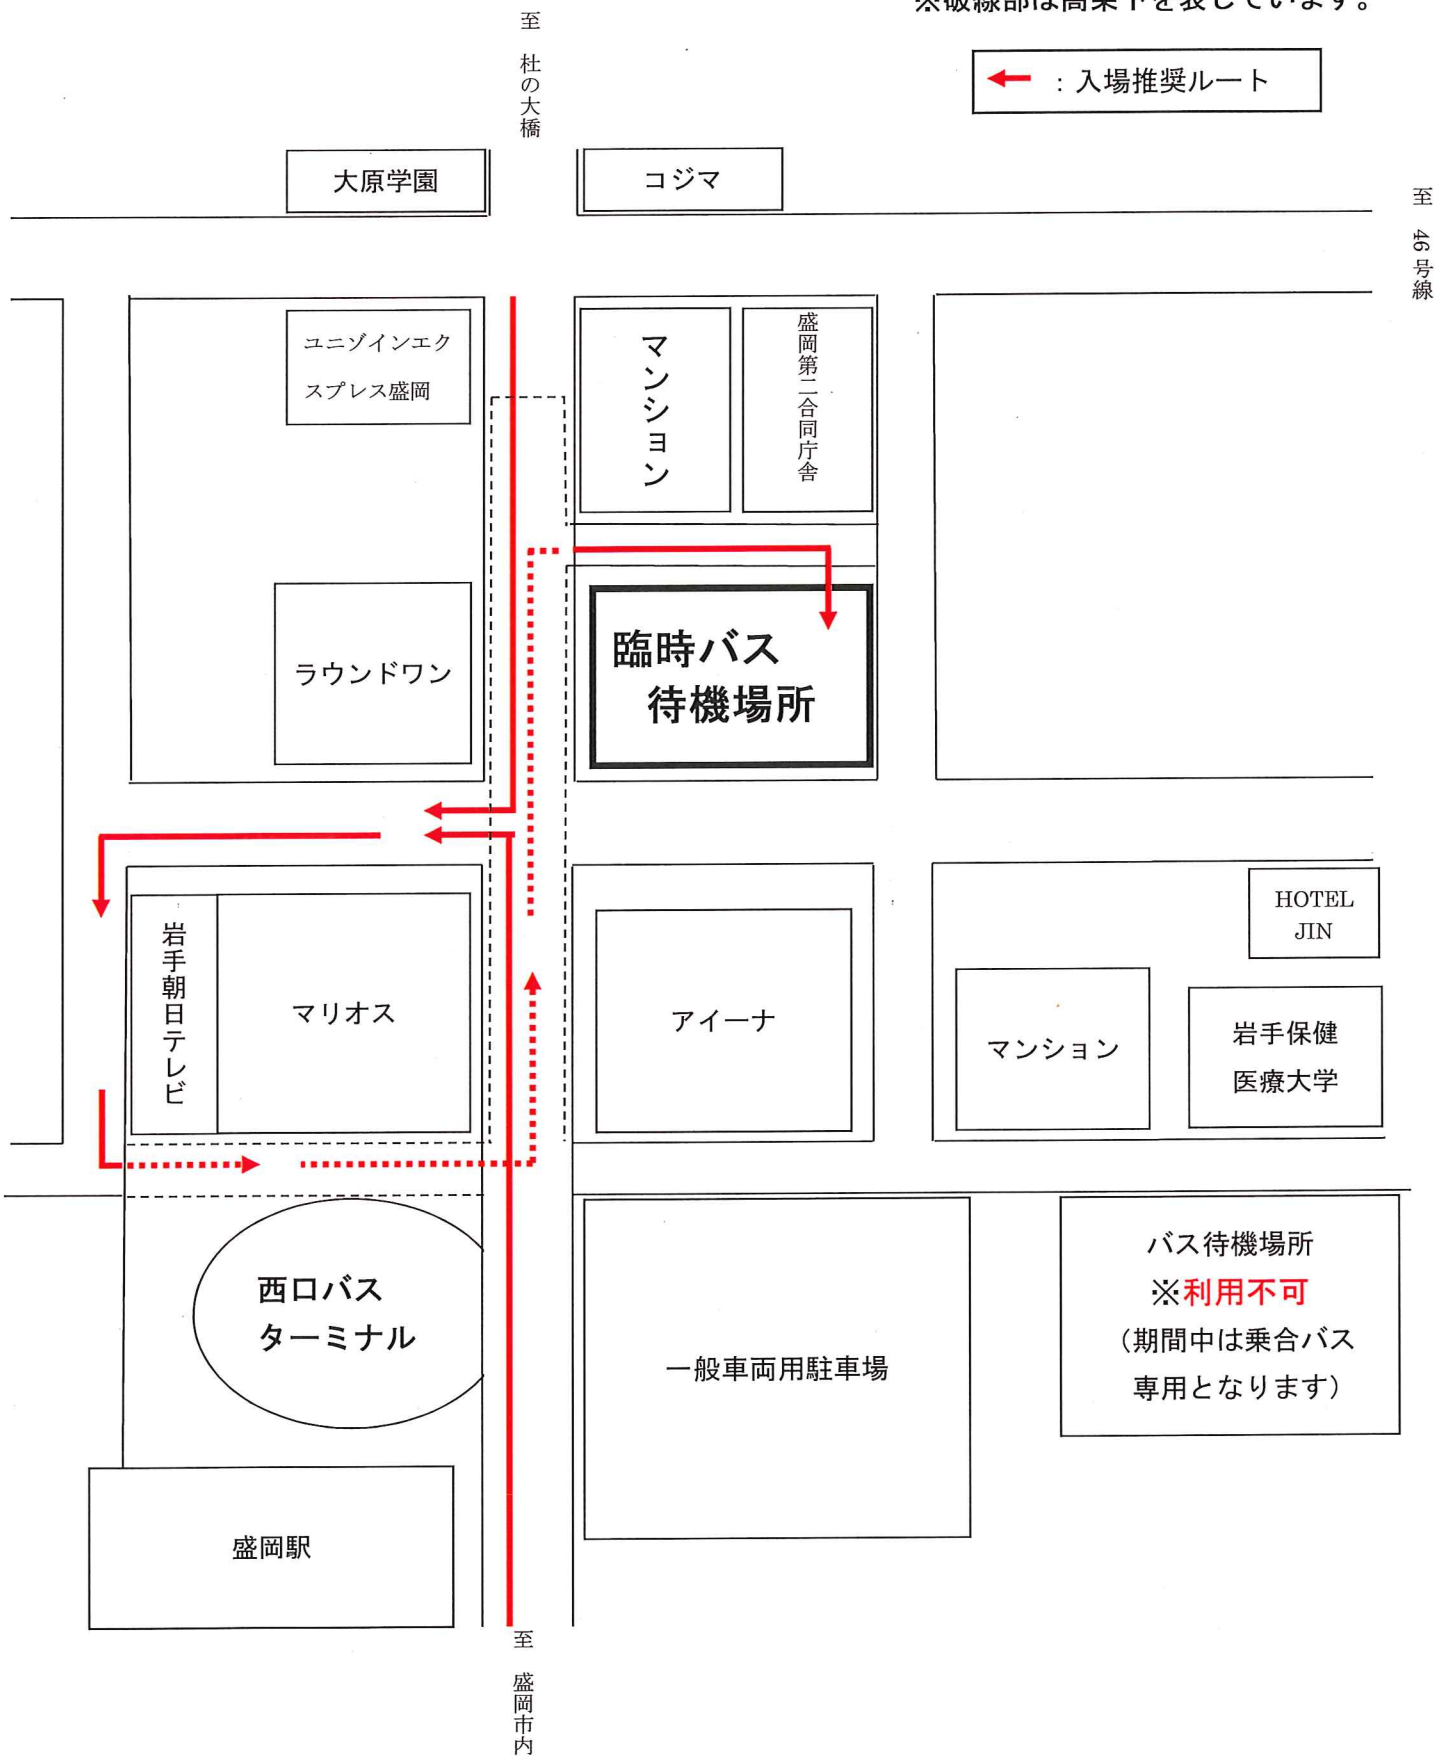 ※破線部は高架下を表しています。
至 杜の大橋
：入場推奨ルート
大原学園
コジマ
至 46号線
ユニゾインエク
スプレス盛岡
マンション
盛岡第二合同庁舎
ラウンドワン
臨時バス
待機場所
岩手朝日テレビ
マリオス
アイーナ
マンション
HOTEL
JIN
岩手保健
医療大学
西口バス
ターミナル
一般車両用駐車場
バス待機場所
※利用不可
（期間中は乗合バス
専用となります）
盛岡駅
至 盛岡市内